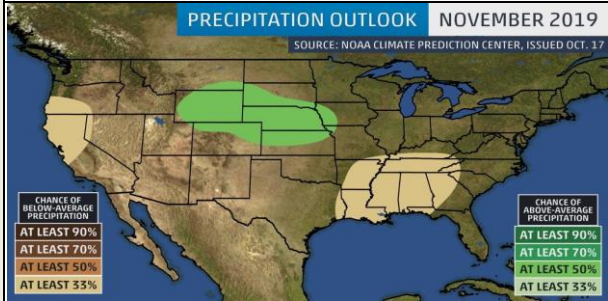 PRECIPITATION OUTLOOK NOVEMBER 2019
SOURCE: NOAA CLIMATE PREDICTION CENTER, ISSUED OCT. 17
CHANCE OF
BELOW-AVERAGE
PRECIPITATION
AT LEAST 90%
AT LEAST 70%
AT LEAST 50%
AT LEAST 33%
CHANCE OF
ABOVE-AVERAGE
PRECIPITATION
AT LEAST 90%
AT LEAST 70%
AT LEAST 50%
AT LEAST 33%